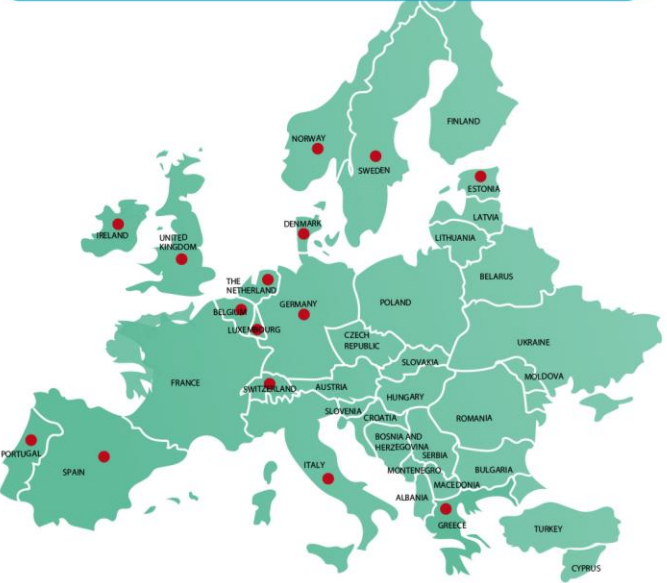 FINLAND
NORWAY
SWEDEN
ESTONIA
LATVIA
DENMARK
IRELAND
UNITED
KINGDOM
LITHUANIA
BELARUS
THE
NETHERLAND
GERMANY
POLAND
BELGIUM
LUXEMBOURG
CZECH
REPUBLIC
UKRAINE
SLOVAKIA
MOLDOVA
FRANCE
SWITZERLAND
AUSTRIA
HUNGARY
SLOVENIA
CROATIA
ROMANIA
BOSNIA AND
HERZEGOVINA
SERBIA
PORTUGAL
SPAIN
ITALY
MONTENEGRO
BULGARIA
MACEDONIA
ALBANIA
GREECE
TURKEY
CYPRUS